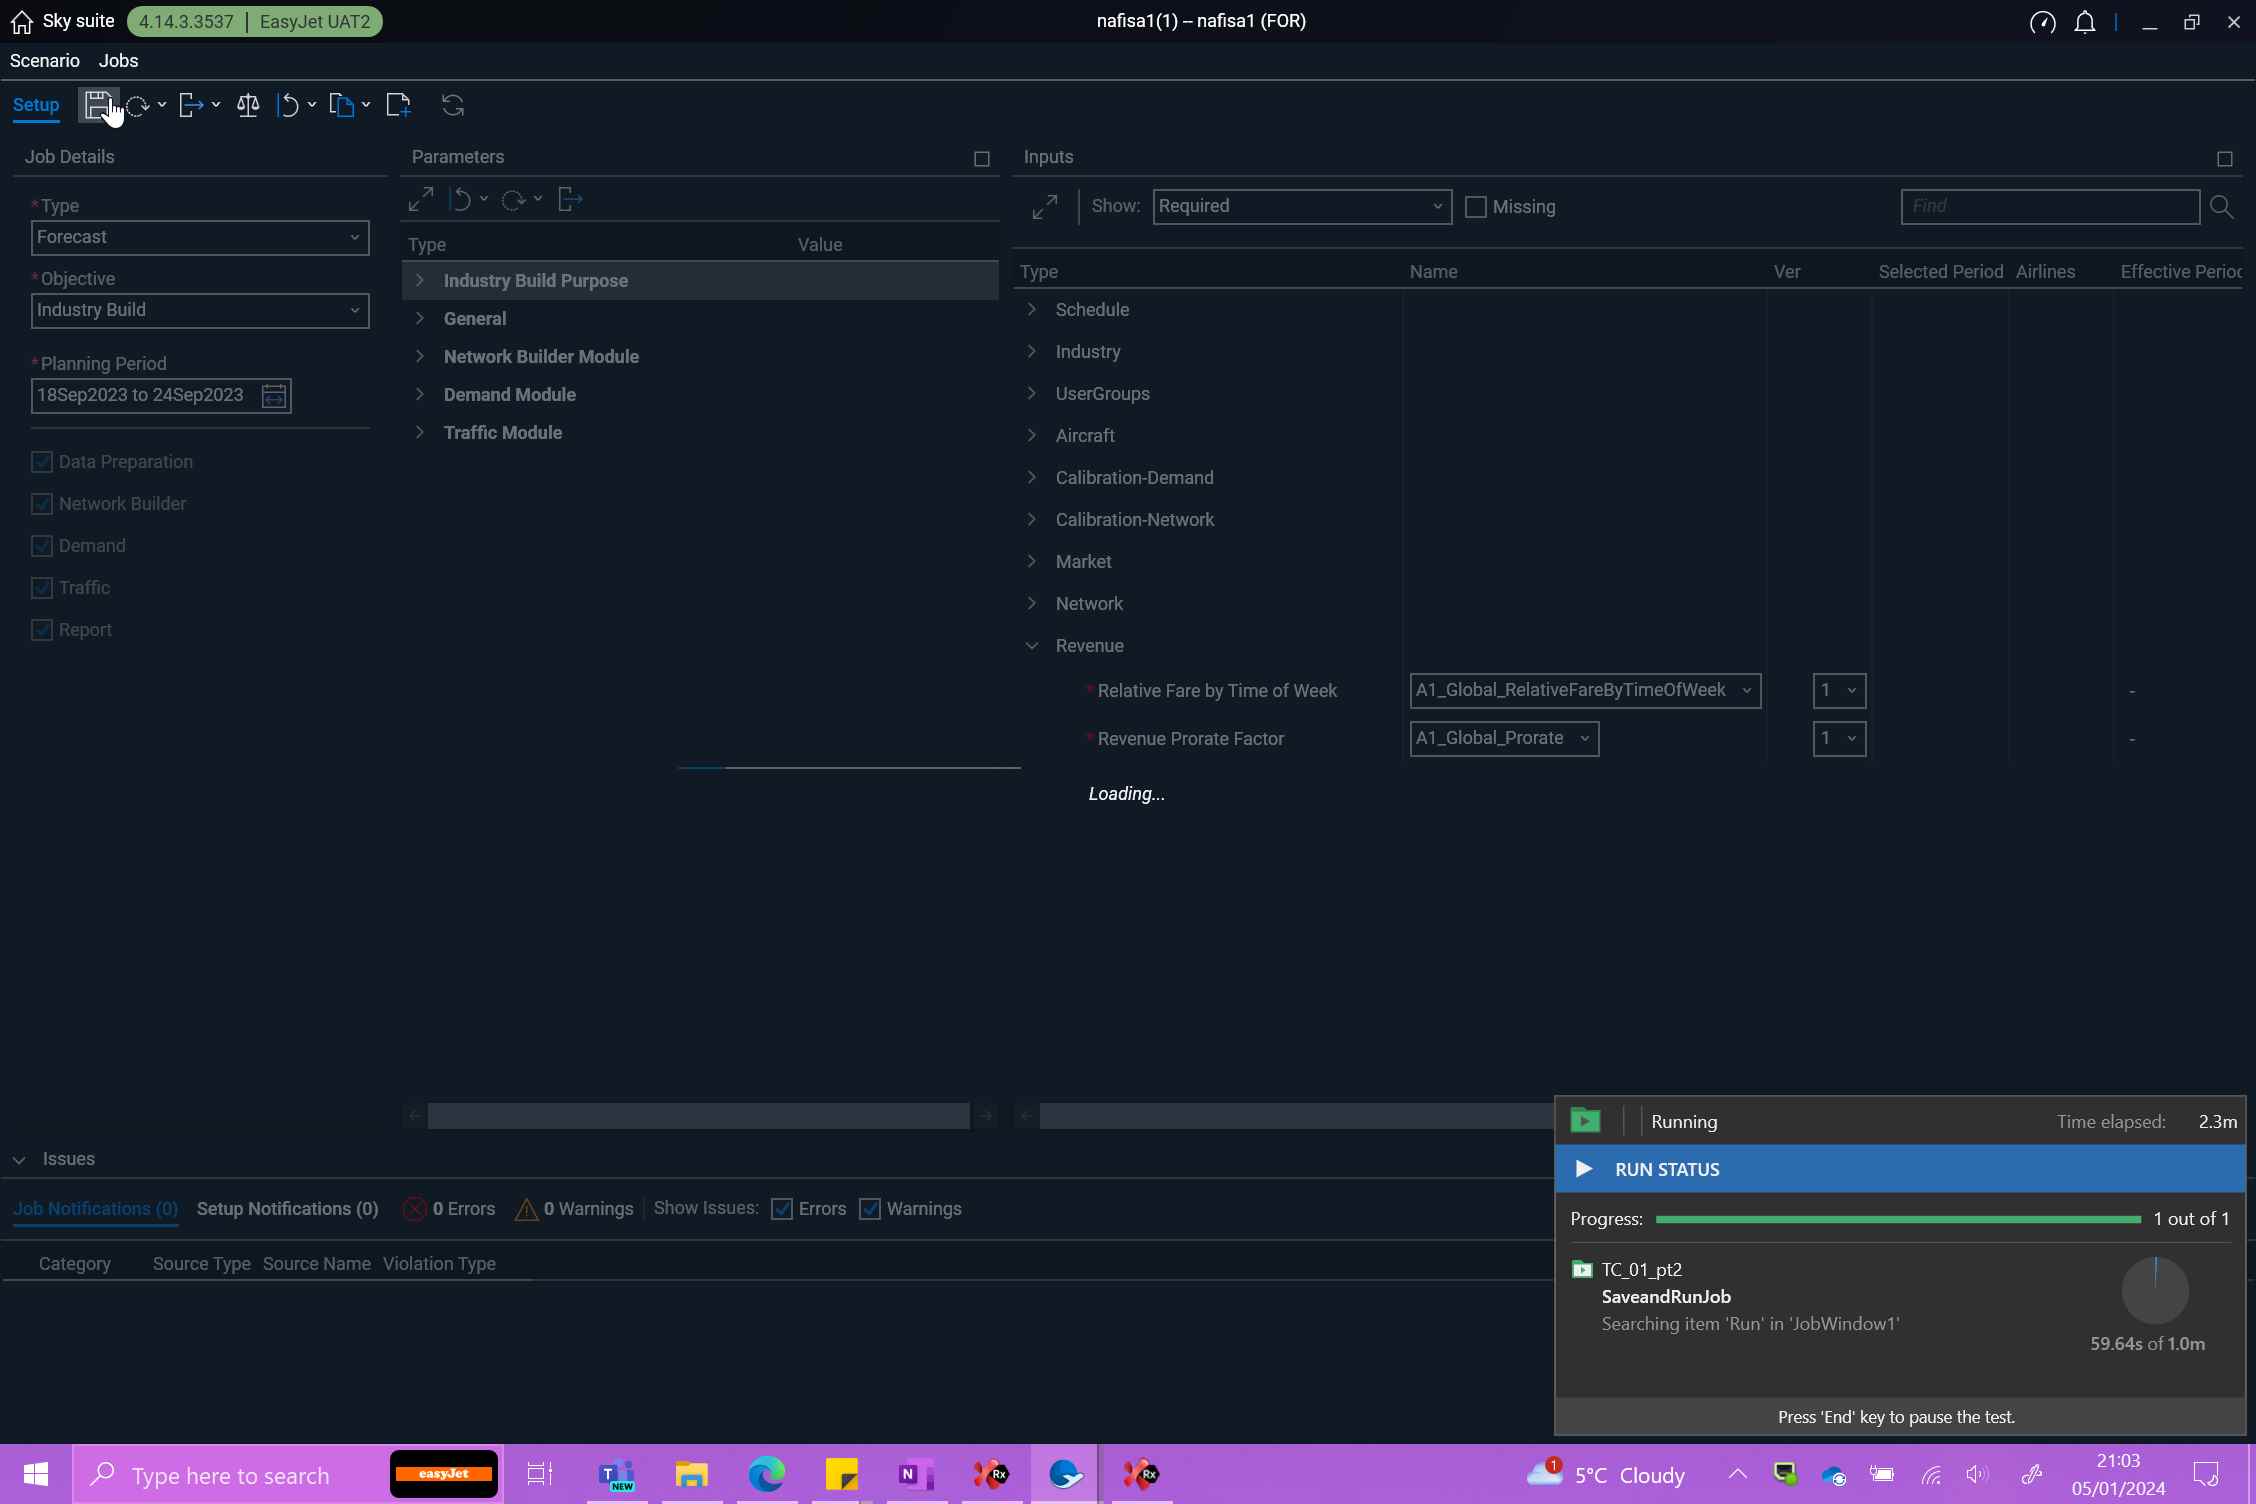 Sky suite 4.14.3.3537 | EasyJet UAT2
nafisa1(1) – nafisa1 (FOR)
Scenario Jobs
Setup
Job Details
* Type
Forecast
* Objective
Industry Build
* Planning Period
18Sep2023 to 24Sep2023
Data Preparation
Network Builder
Demand
Traffic
Report
Parameters
Type Value
Industry Build Purpose
General
Network Builder Module
Demand Module
Traffic Module
Inputs
Show: Required Missing Find
Type Name Ver Selected Period Airlines Effective Perioc
Schedule
Industry
UserGroups
Aircraft
Calibration-Demand
Calibration-Network
Market
Network
Revenue
* Relative Fare by Time of Week A1_Global_RelativeFareByTimeOfWeek 1 -
* Revenue Prorate Factor A1_Global_Prorate 1 -
Loading...
Issues
Job Notifications (0) Setup Notifications (0) 0 Errors 0 Warnings Show Issues: Errors Warnings
Category Source Type Source Name Violation Type
Running Time elapsed: 2.3m
RUN STATUS
Progress: 1 out of 1
TC_01_pt2
SaveandRunJob
Searching item 'Run' in 'JobWindow1'
59.64s of 1.0m
Press 'End' key to pause the test.
Type here to search
easyJet
T
NEW
N
Rx
Rx
1
5°C Cloudy
21:03
05/01/2024